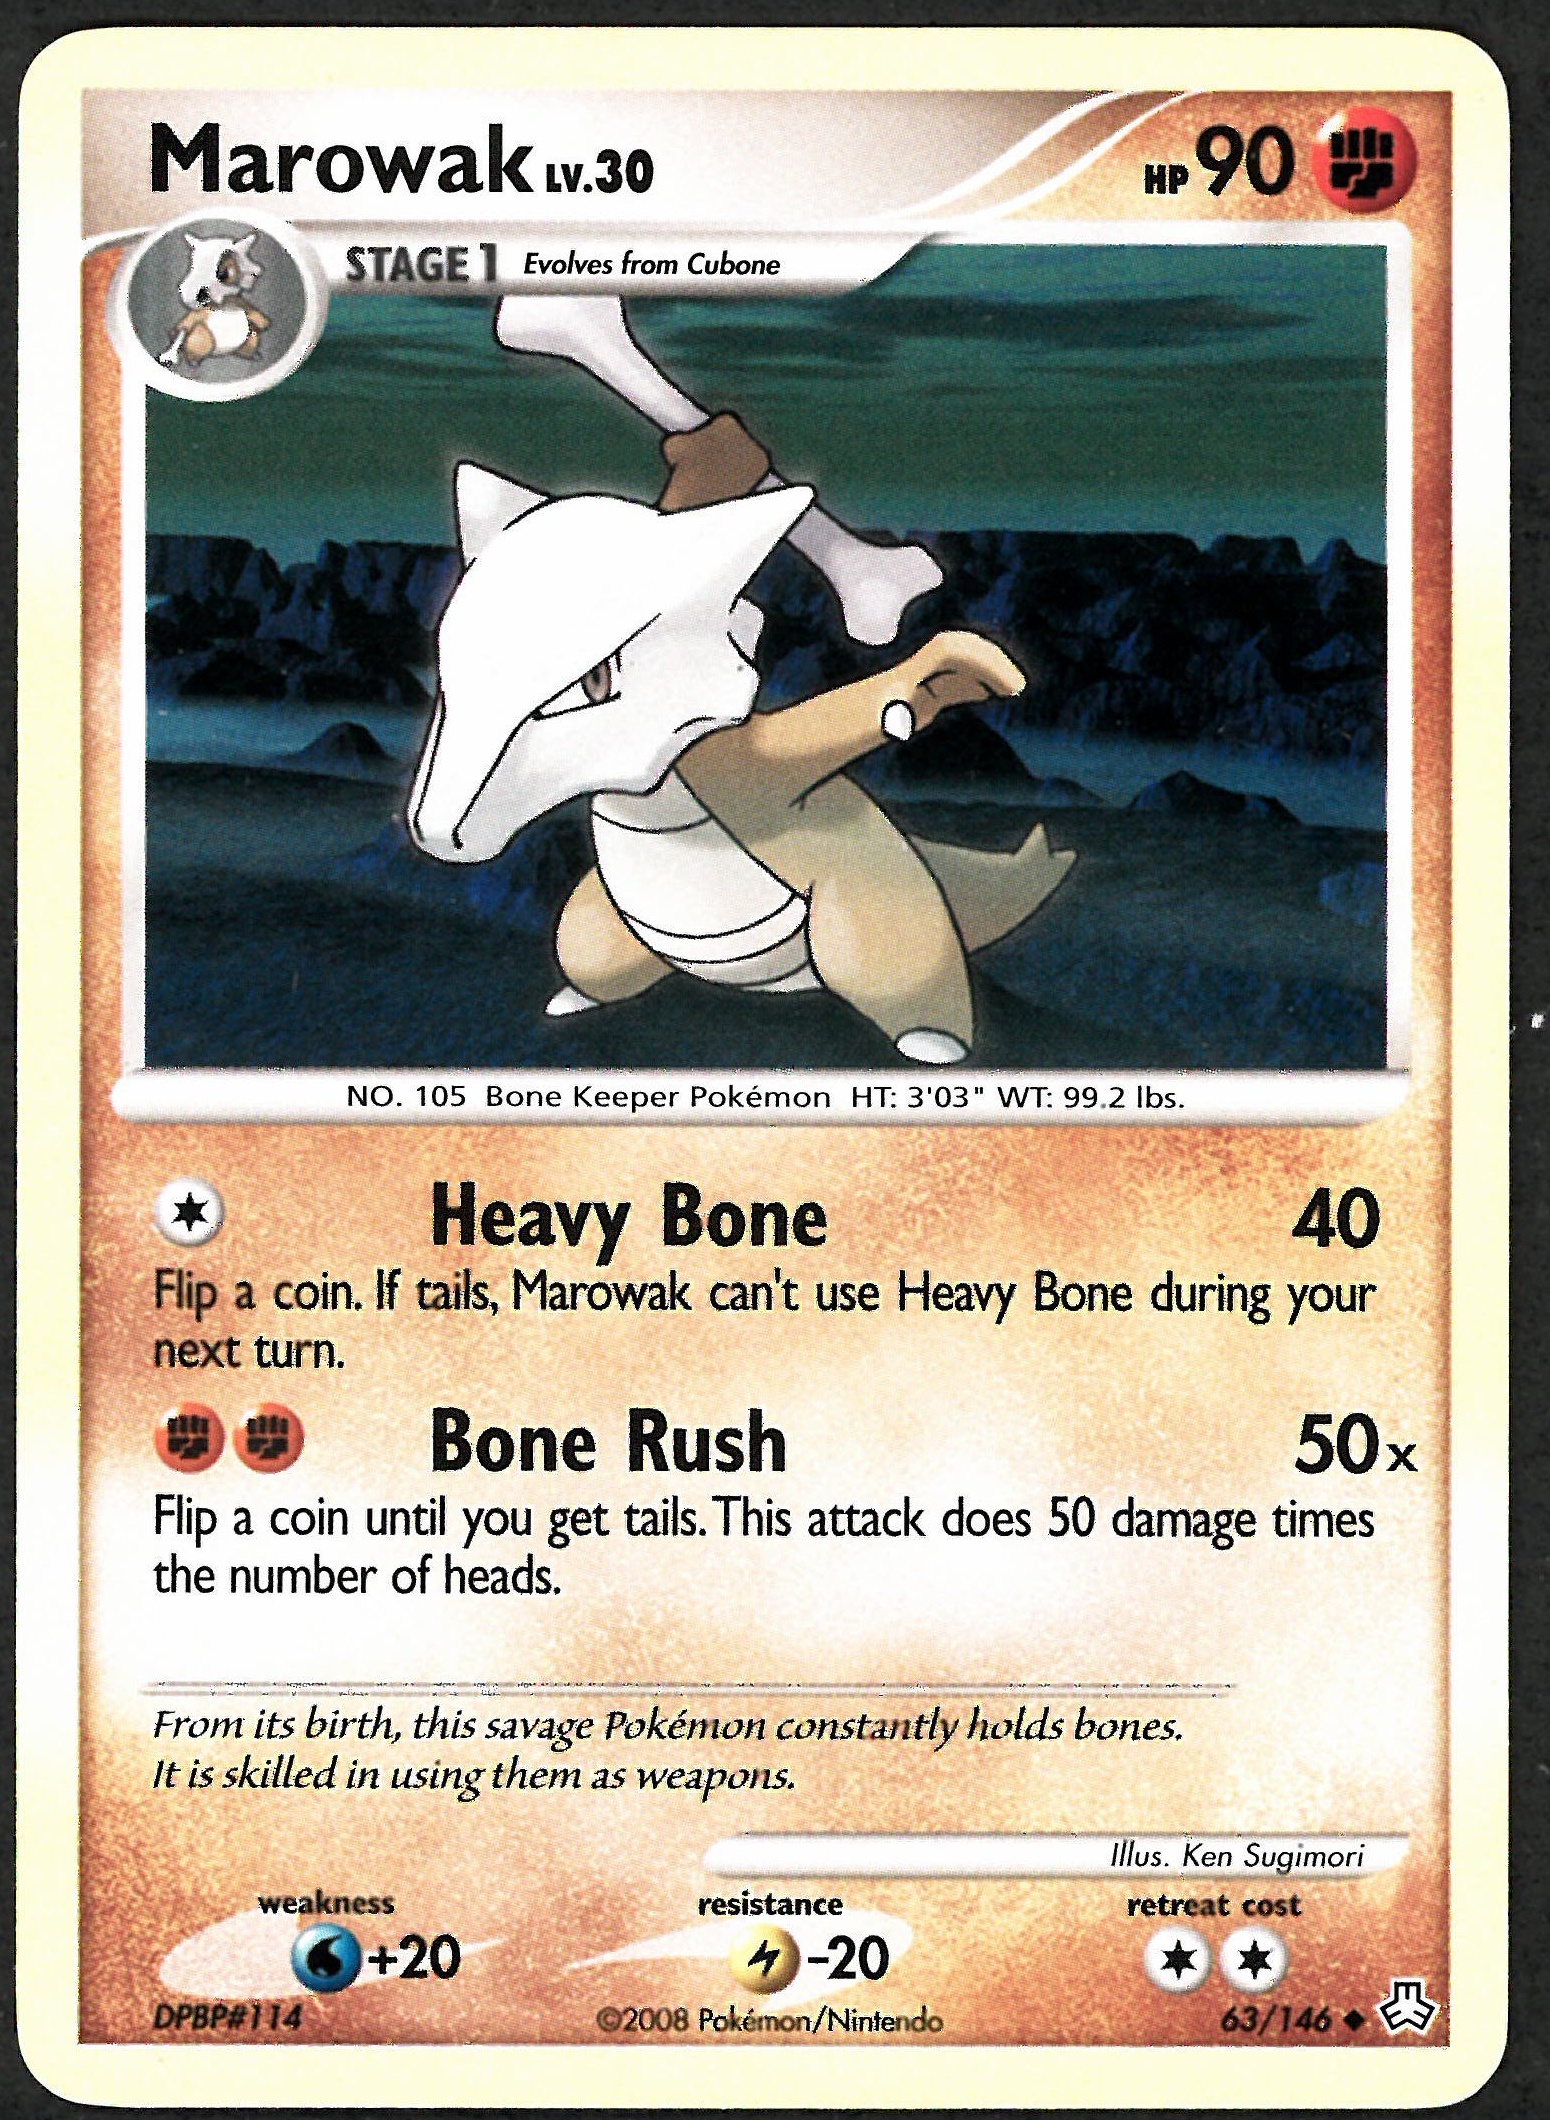 Marowak LV.30 HP 90
STAGE 1 Evolves from Cubone
NO. 105 Bone Keeper Pokémon HT: 3'03" WT: 99.2 lbs.
Heavy Bone 40
Flip a coin. If tails, Marowak can't use Heavy Bone during your
next turn.
Bone Rush 50x
Flip a coin until you get tails. This attack does 50 damage times
the number of heads.
From its birth, this savage Pokémon constantly holds bones.
It is skilled in using them as weapons.
Illus. Ken Sugimori
weakness resistance retreat cost
+20 -20
DPBP#114 ©2008 Pokémon/Nintendo 63/146